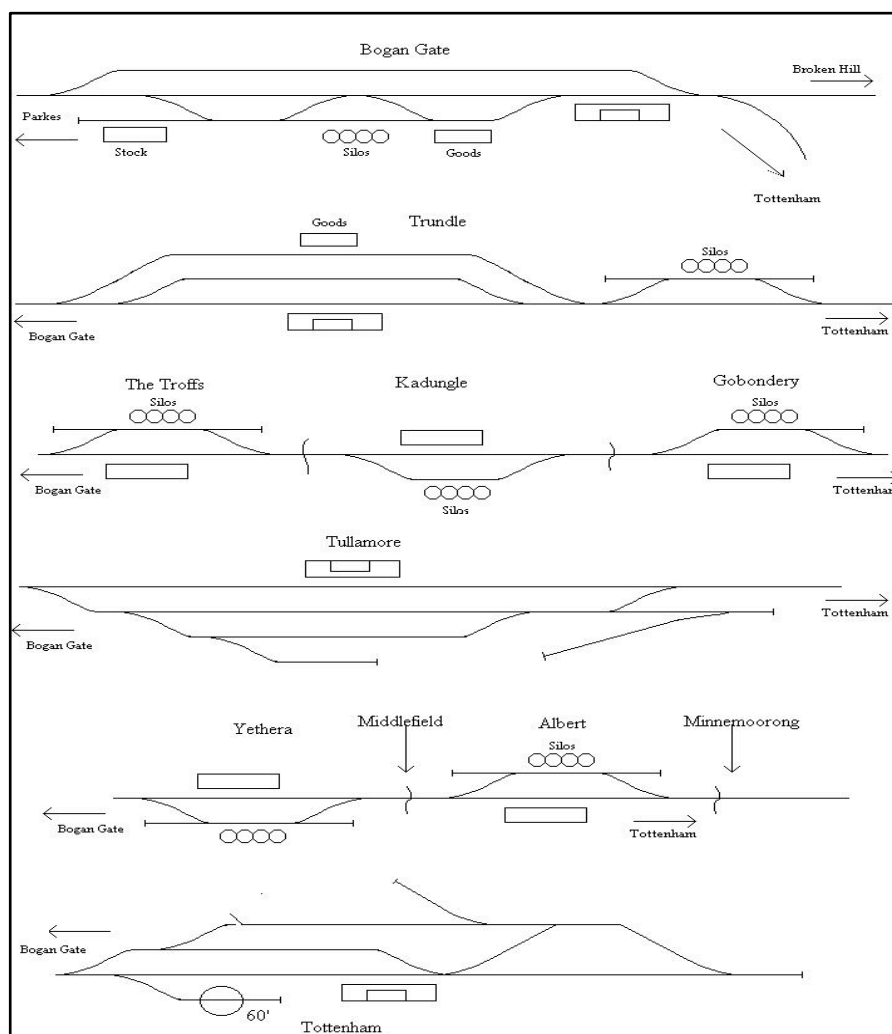 Bogan Gate
Broken Hill
Parkes
Stock
Silos
Goods
Tottenham
Goods
Trundle
Silos
Bogan Gate
Tottenham
The Troffs
Kadungle
Gobondery
Silos
Silos
Bogan Gate
Silos
Tottenham
Tullamore
Tottenham
Bogan Gate
Yethera
Middlefield
Albert
Minnemoorong
Silos
Bogan Gate
Tottenham
Bogan Gate
60'
Tottenham